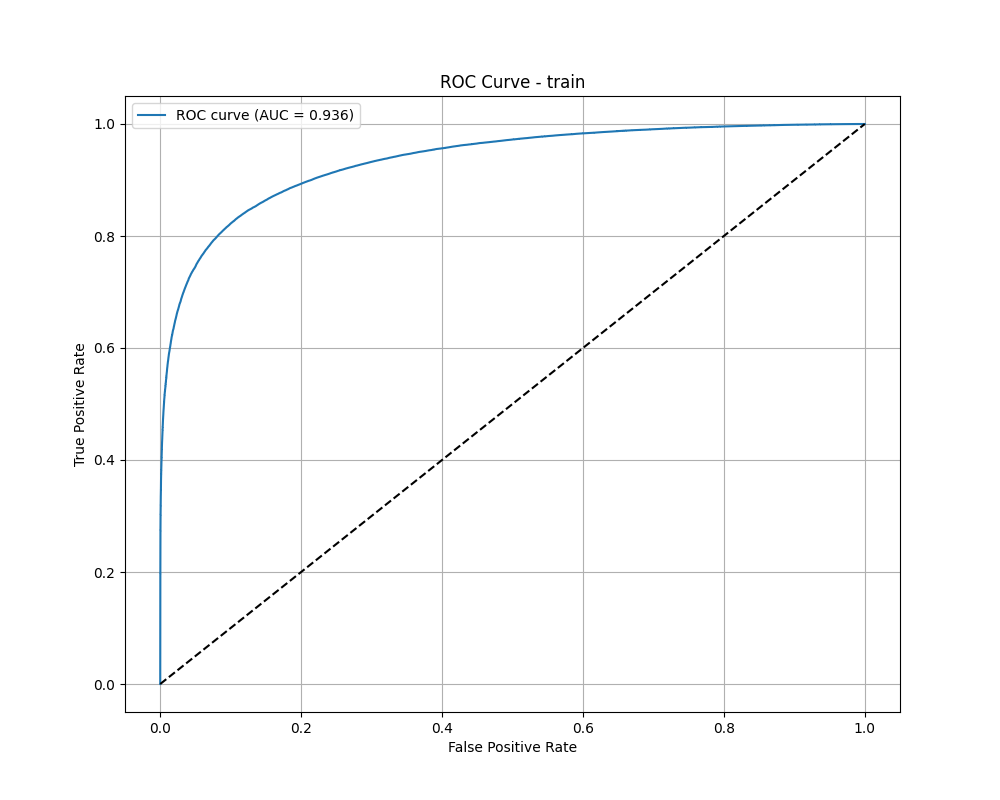 ROC Curve - train
ROC curve (AUC = 0.936)
True Positive Rate
1.0
0.8
0.6
0.4
0.2
0.0
0.0 0.2 0.4 0.6 0.8 1.0
False Positive Rate